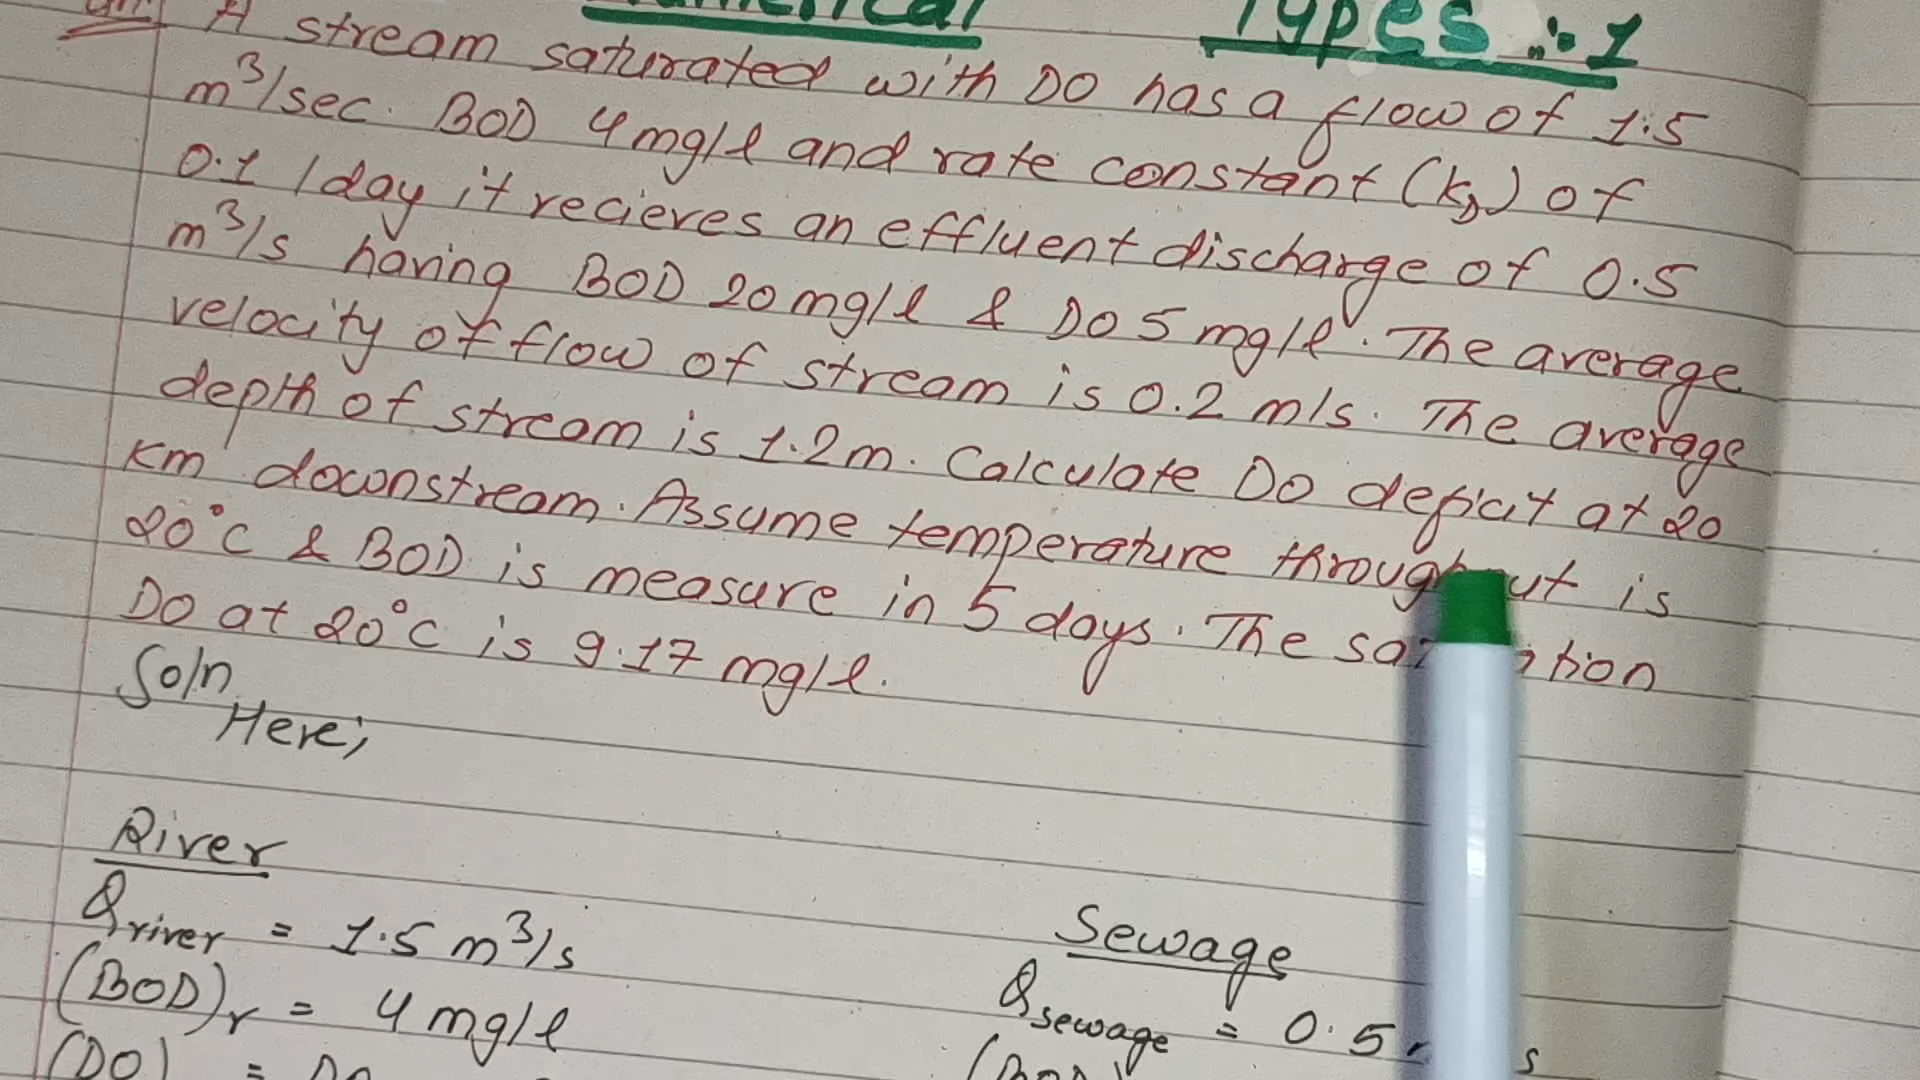 Numerical Types :- 1
A stream saturated with DO has a flow of 1.5
m³/sec. BOD 4mg/l and rate constant (KD) of
0.1 /day it recieves an effluent discharge of 0.5
m³/s having BOD 20 mg/l & DO 5 mg/l. The average
velocity of flow of stream is 0.2 m/s. The average
depth of stream is 1.2m. Calculate DO deficit at 20
Km downstream. Assume temperature throughout is
20°C & BOD is measure in 5 days. The saturation
DO at 20°C is 9.17 mg/l.
Soln
Here;
River
Qriver = 1.5 m³/s
(BOD)r = 4 mg/l
(DO) =
Sewage
Qsewage = 0.5